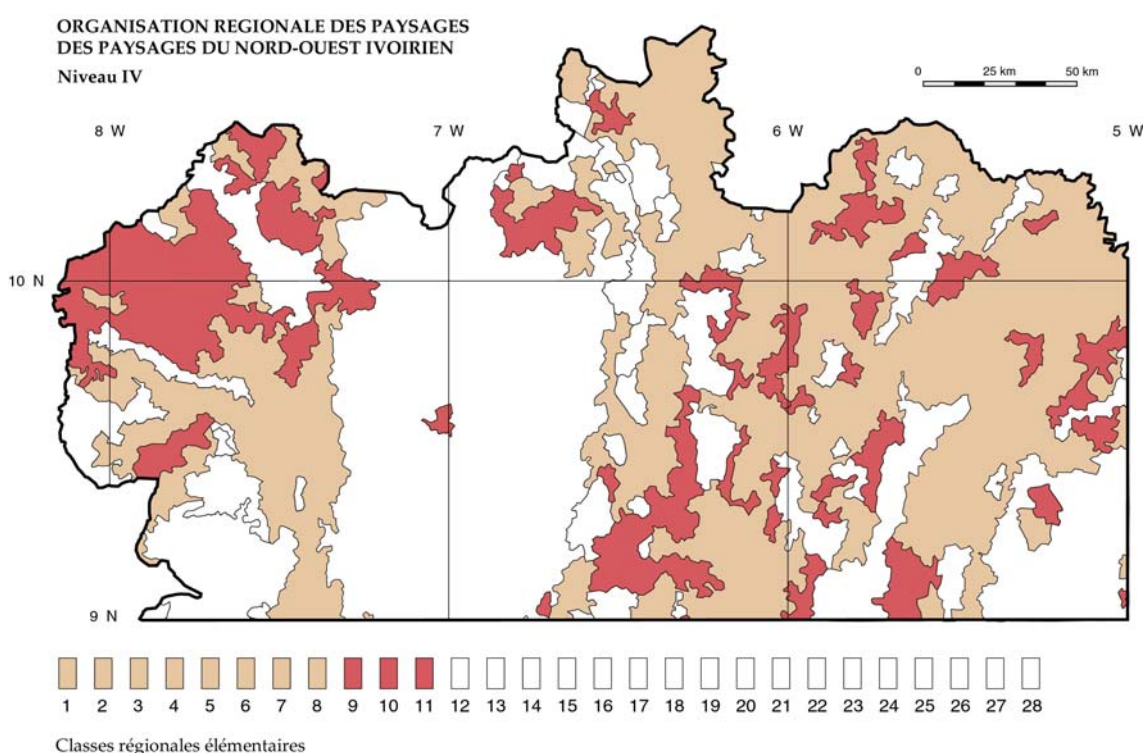 ORGANISATION REGIONALE DES PAYSAGES
DES PAYSAGES DU NORD-OUEST IVOIRIEN
Niveau IV
0 25 km 50 km
8 W 7 W 6 W 5 W
10 N
9 N
1 2 3 4 5 6 7 8 9 10 11 12 13 14 15 16 17 18 19 20 21 22 23 24 25 26 27 28
Classes régionales élémentaires